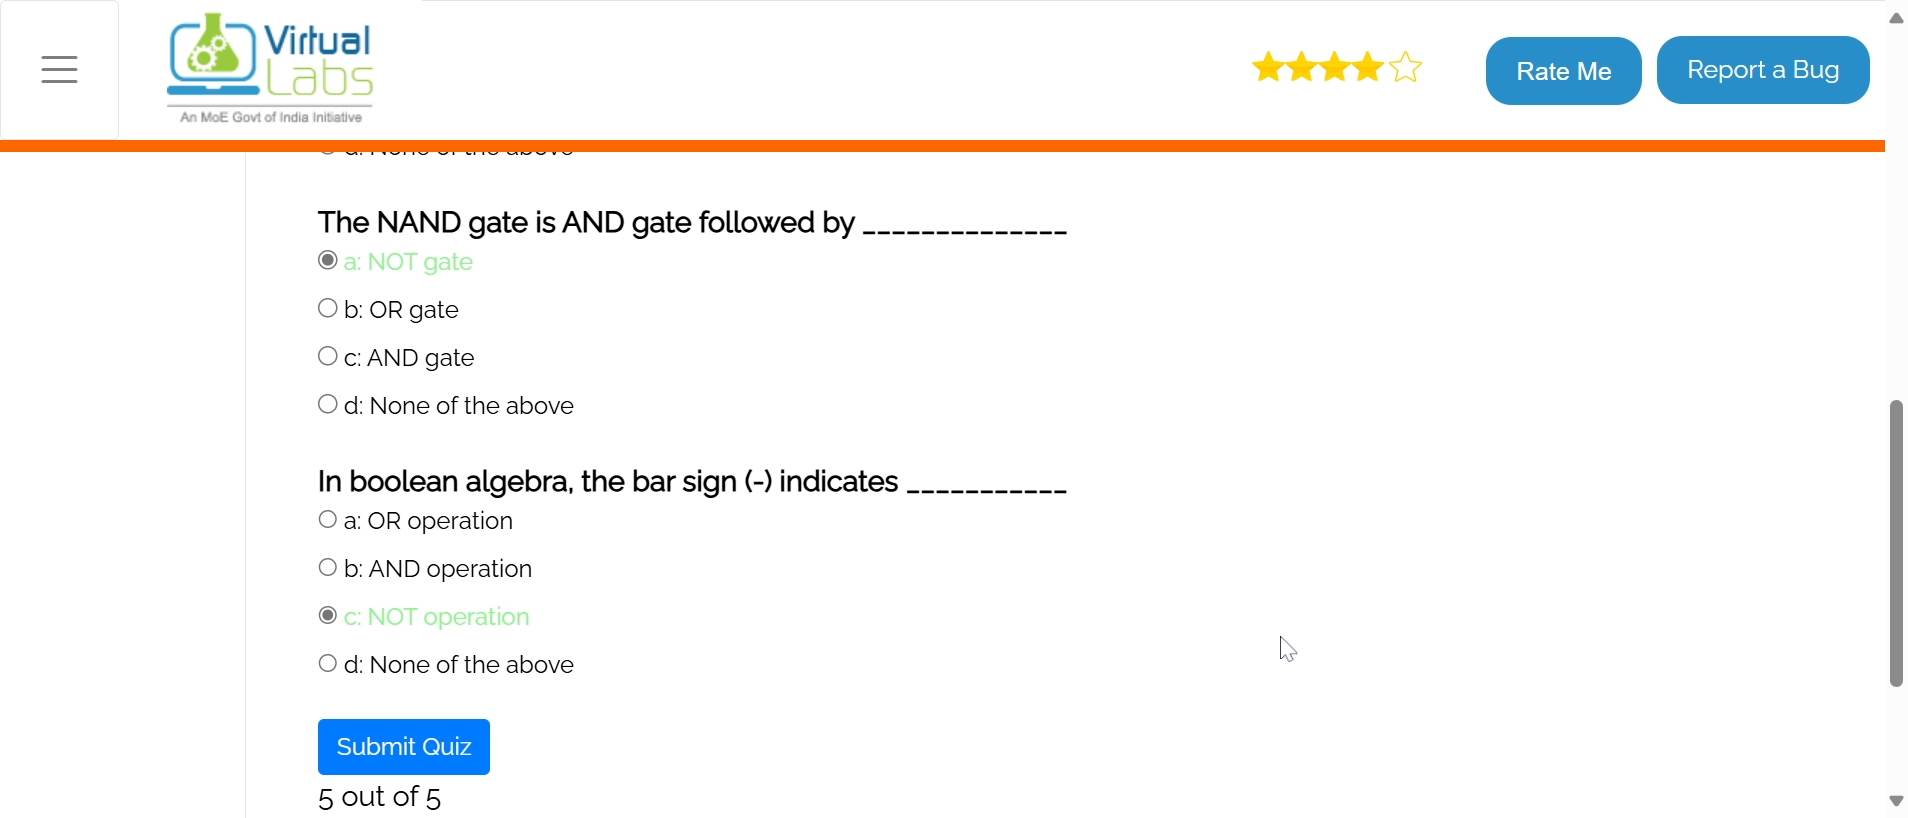 Virtual
Labs
An MoE Govt of India Initiative
Rate Me
Report a Bug
d: None of the above
The NAND gate is AND gate followed by ______________
a: NOT gate
b: OR gate
c: AND gate
d: None of the above
In boolean algebra, the bar sign (-) indicates ___________
a: OR operation
b: AND operation
c: NOT operation
d: None of the above
Submit Quiz
5 out of 5